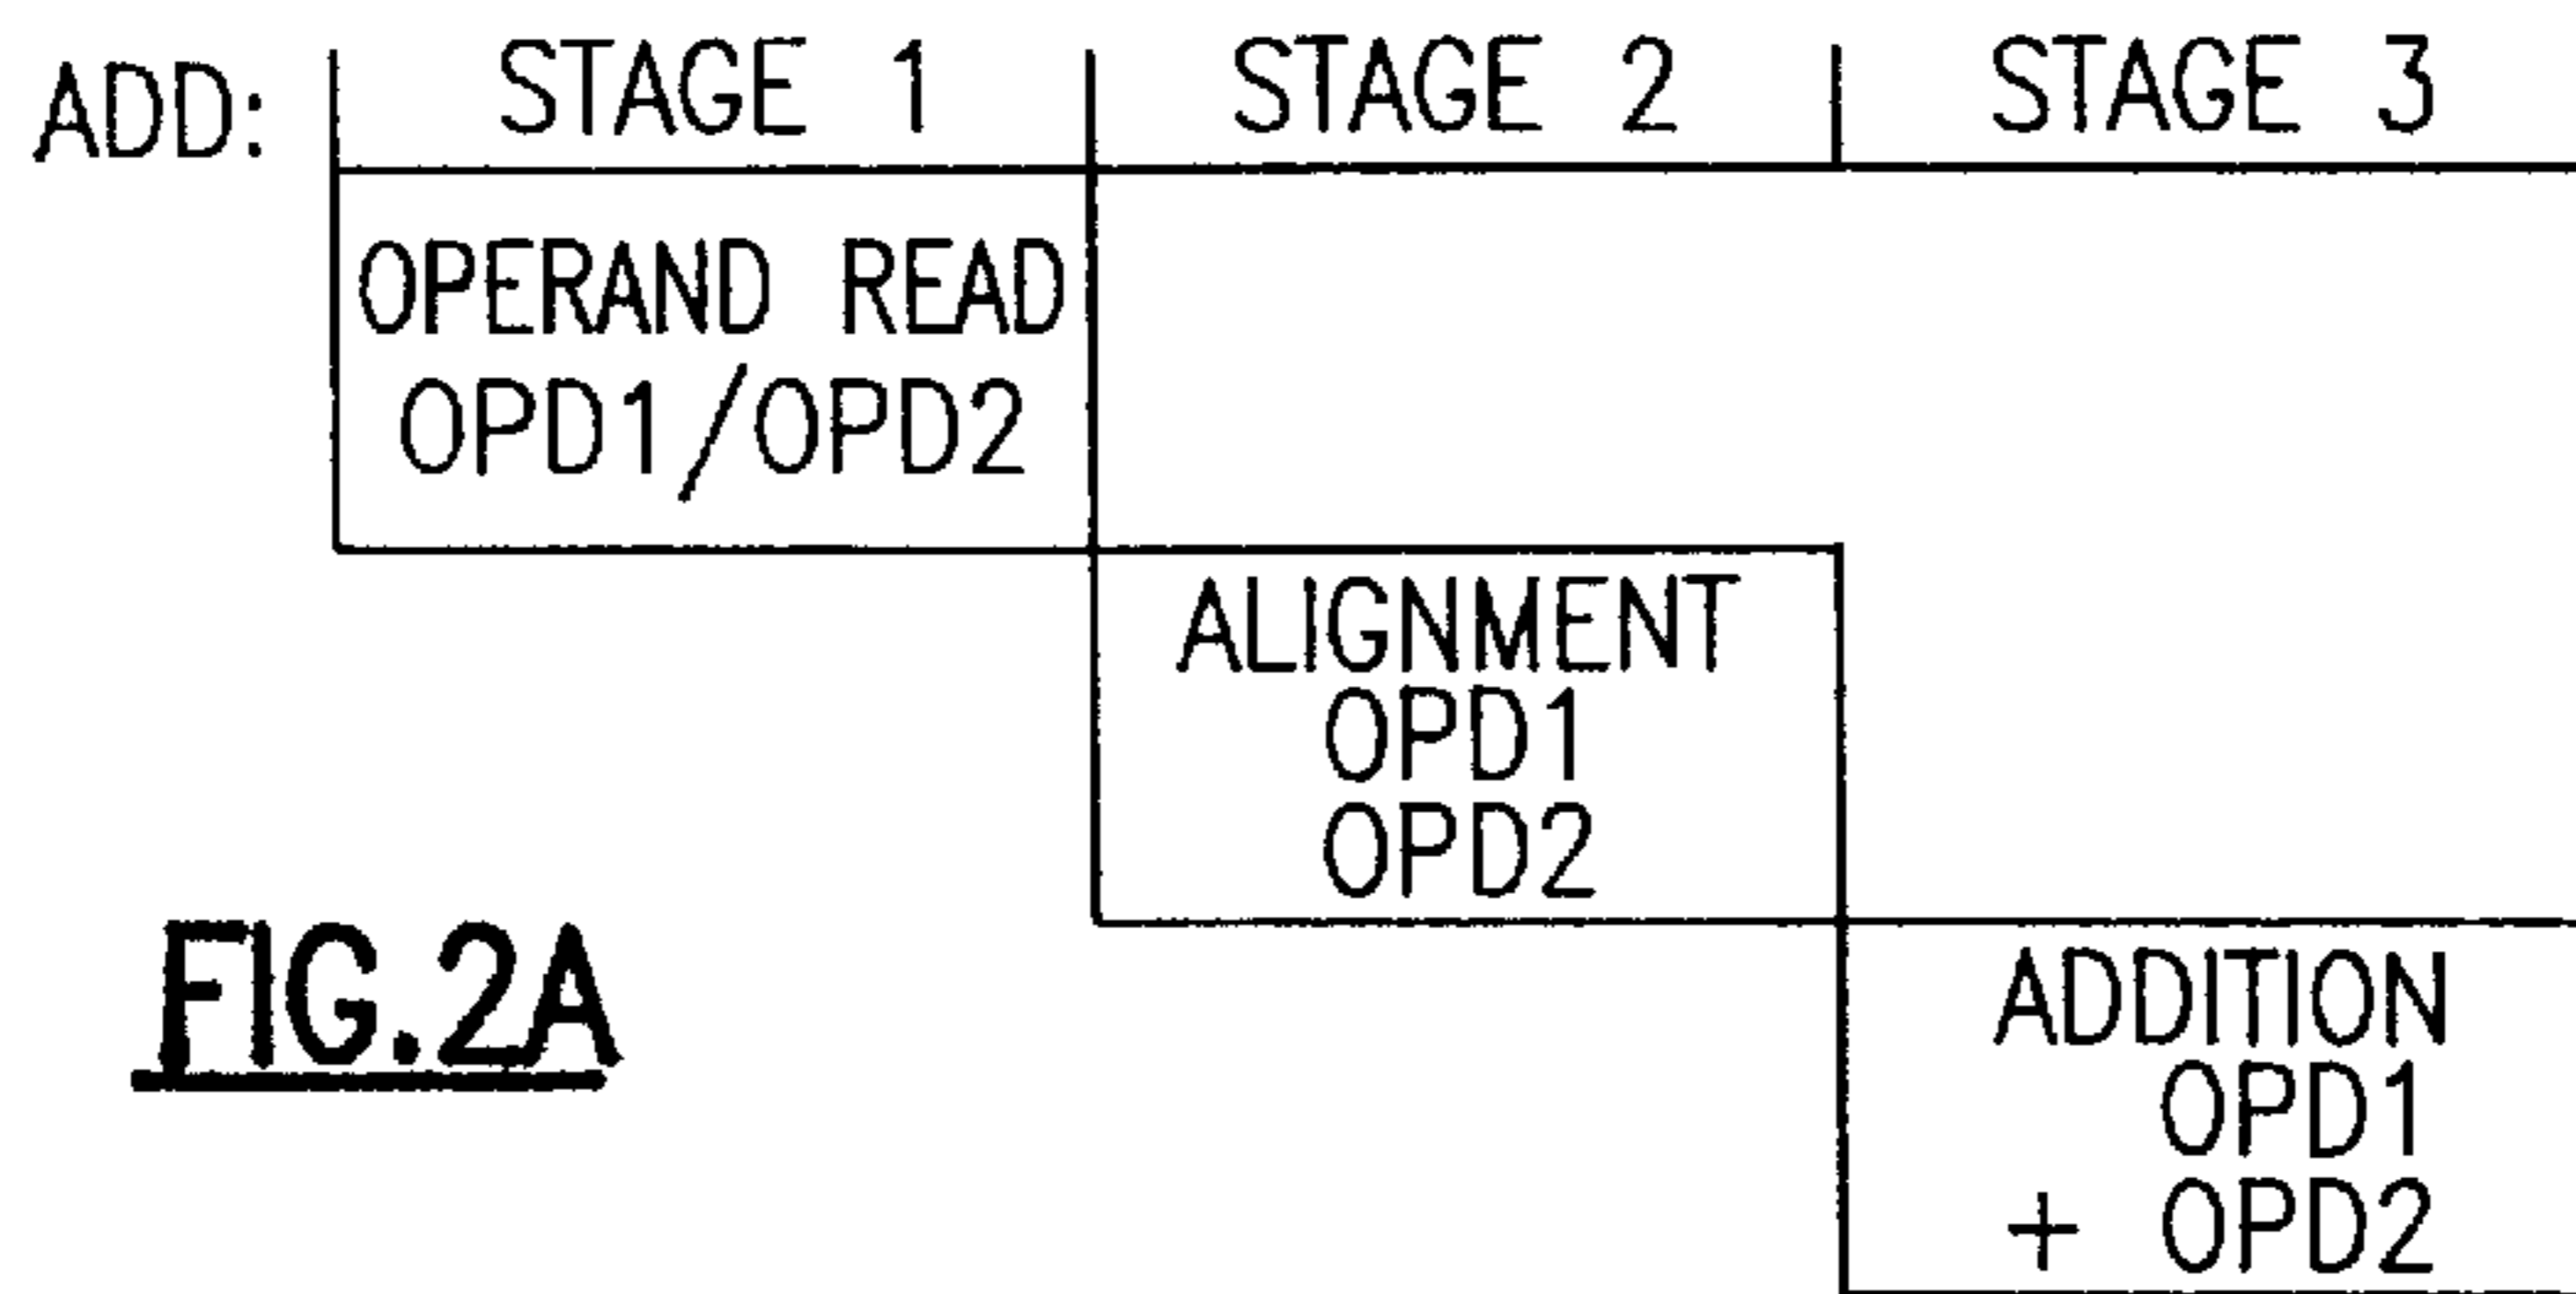 ADD: STAGE 1 STAGE 2 STAGE 3
OPERAND READ
OPD1/OPD2
ALIGNMENT
OPD1
OPD2
FIG.2A
ADDITION
OPD1
+ OPD2